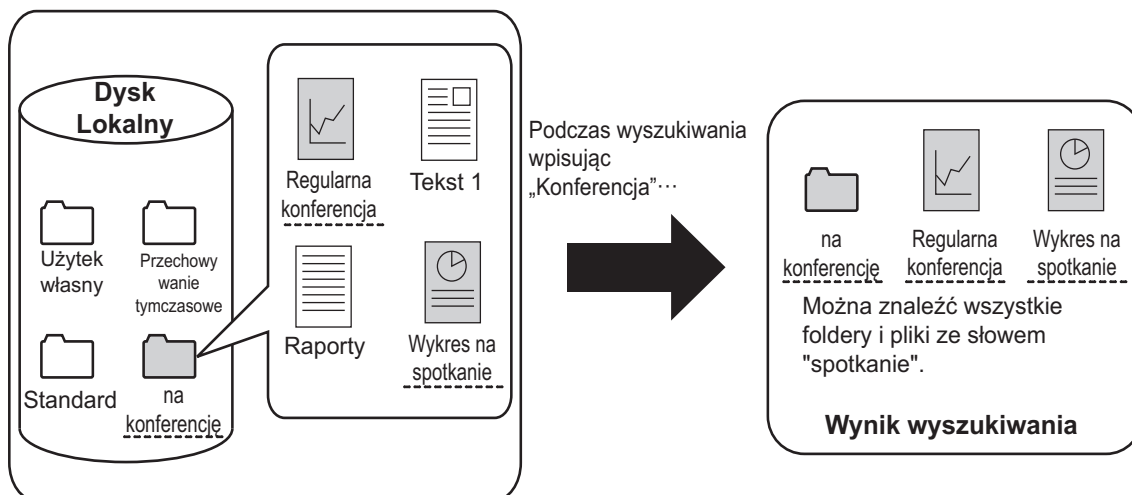 Dysk
Lokalny
Użytek
własny
Przechowy
wanie
tymczasowe
Standard
na
konferencję
Regularna
konferencja
Tekst 1
Raporty
Wykres na
spotkanie
Podczas wyszukiwania
wpisując
„Konferencja”···
na
konferencję
Regularna
konferencja
Wykres na
spotkanie
Można znaleźć wszystkie
foldery i pliki ze słowem
"spotkanie".
Wynik wyszukiwania